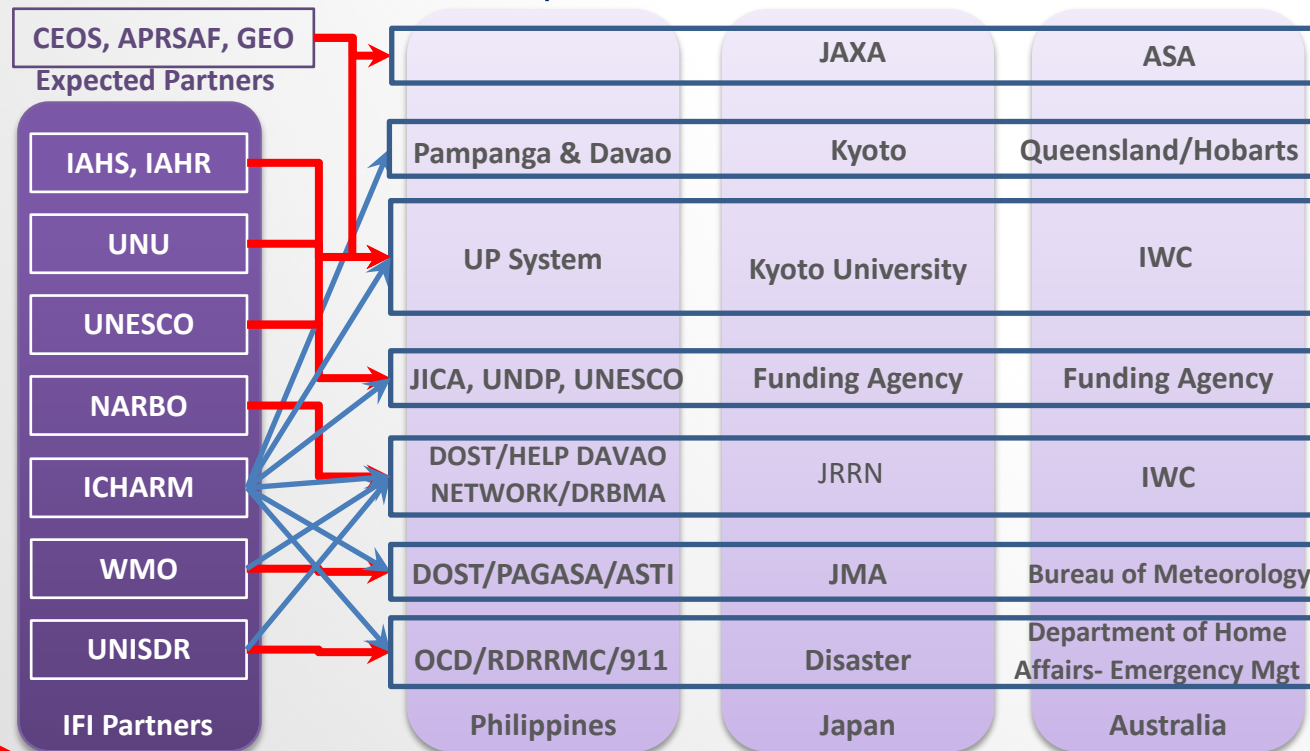 CEOS, APRSAF, GEO
Expected Partners
IAHS, IAHR
UNU
UNESCO
NARBO
ICHARM
WMO
UNISDR
IFI Partners
JAXA
ASA
Pampanga & Davao
Kyoto
Queensland/Hobarts
UP System
Kyoto University
IWC
JICA, UNDP, UNESCO
Funding Agency
Funding Agency
DOST/HELP DAVAO
NETWORK/DRBMA
JRRN
IWC
DOST/PAGASA/ASTI
JMA
Bureau of Meteorology
OCD/RDRRMC/911
Disaster
Department of Home
Affairs- Emergency Mgt
Philippines
Japan
Australia